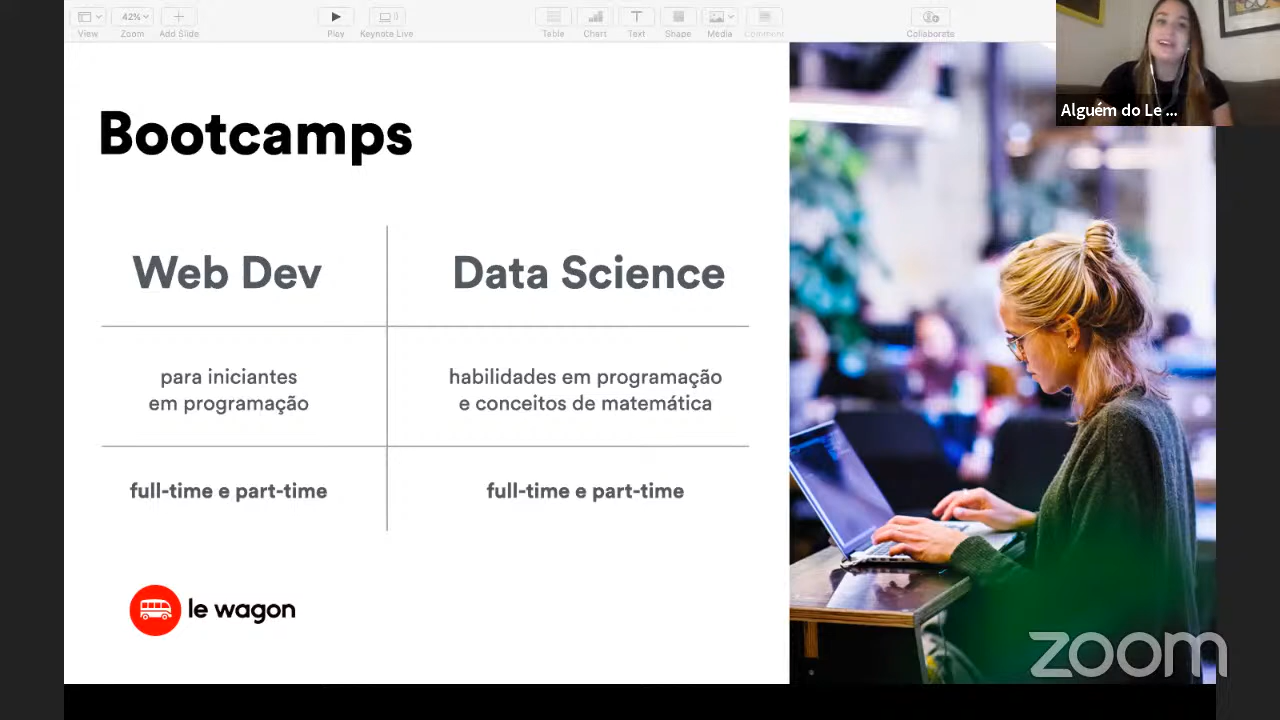 42%
View
Zoom
Add Slide
Play
Keynote Live
Table
Chart
Text
Shape
Media
Comment
Collaborate
Alguém do Le ...
Bootcamps
Web Dev
Data Science
para iniciantes
em programação
habilidades em programação
e conceitos de matemática
full-time e part-time
full-time e part-time
le wagon
zoom